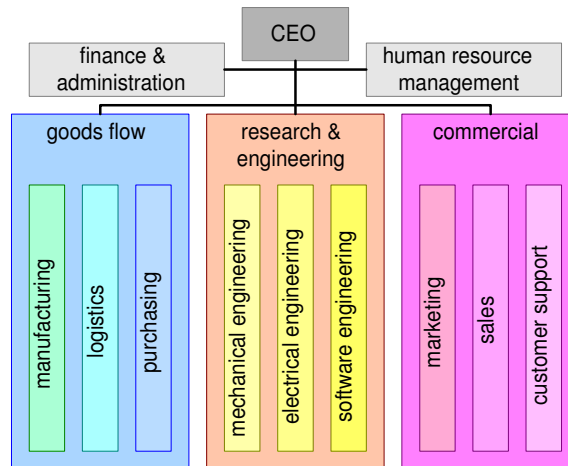 CEO
finance &
administration
human resource
management
goods flow
research &
engineering
commercial
manufacturing
logistics
purchasing
mechanical engineering
electrical engineering
software engineering
marketing
sales
customer support